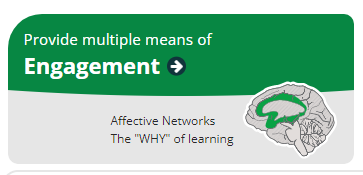 Provide multiple means of
Engagement
Affective Networks
The "WHY" of learning